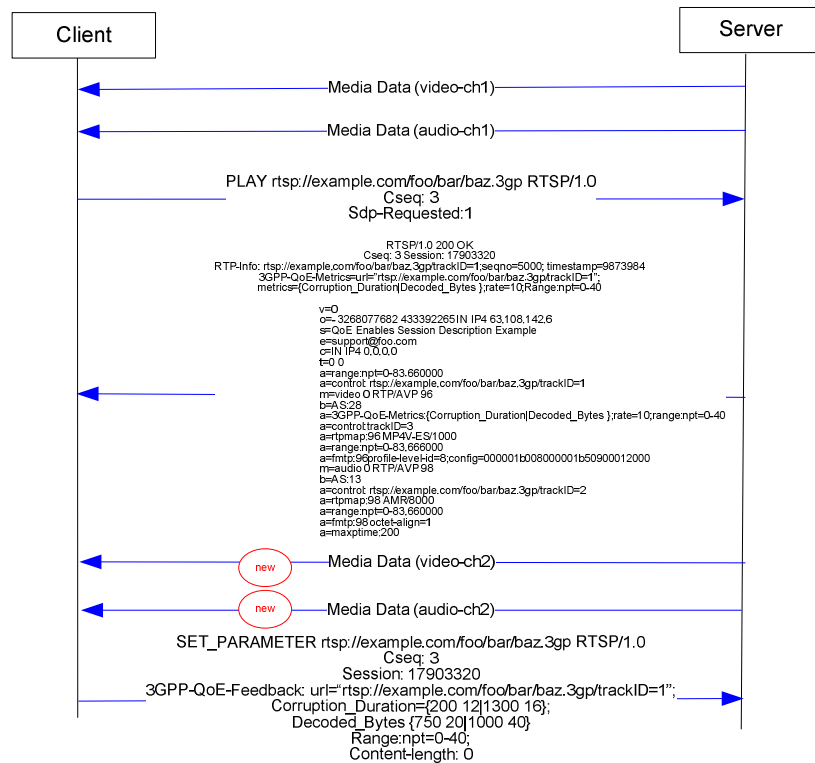 Client
Server
Media Data (video-ch1)
Media Data (audio-ch1)
PLAY rtsp://example.com/foo/bar/baz.3gp RTSP/1.0
Cseq: 3
Sdp-Requested:1
RTSP/1.0 200 OK
Cseq: 3 Session: 17903320
RTP-Info: rtsp://example.com/foo/bar/baz.3gp/trackID=1;seqno=5000; timestamp=9873984
3GPP-QoE-Metrics=url="rtsp://example.com/foo/bar/baz.3gp/trackID=1";
metrics={Corruption_Duration|Decoded_Bytes };rate=10;Range:npt=0-40
v=0
o=- 3268077682 433392265 IN IP4 63,108,142,6
s=QoE Enables Session Description Example
e=support@foo.com
c=IN IP4 0,0,0,0
t=0 0
a=range:npt=0-83.660000
a=control: rtsp://example.com/foo/bar/baz.3gp/trackID=1
m=video 0 RTP/AVP 96
b=AS:28
a=3GPP-QoE-Metrics:{Corruption_Duration|Decoded_Bytes };rate=10;range:npt=0-40
a=control:trackID=3
a=rtpmap:96 MP4V-ES/1000
a=range:npt=0-83,666000
a=fmtp:96profile-level-id=8;config=000001b008000001b50900012000
m=audio 0 RTP/AVP 98
b=AS:13
a=control: rtsp://example.com/foo/bar/baz.3gp/trackID=2
a=rtpmap:98 AMR/8000
a=range:npt=0-83,660000
a=fmtp:98 octet-align=1
a=maxptime:200
new
Media Data (video-ch2)
new
Media Data (audio-ch2)
SET_PARAMETER rtsp://example.com/foo/bar/baz.3gp RTSP/1.0
Cseq: 3
Session: 17903320
3GPP-QoE-Feedback: url="rtsp://example.com/foo/bar/baz.3gp/trackID=1";
Corruption_Duration={200 12|1300 16};
Decoded_Bytes {750 20|1000 40}
Range:npt=0-40;
Content-length: 0